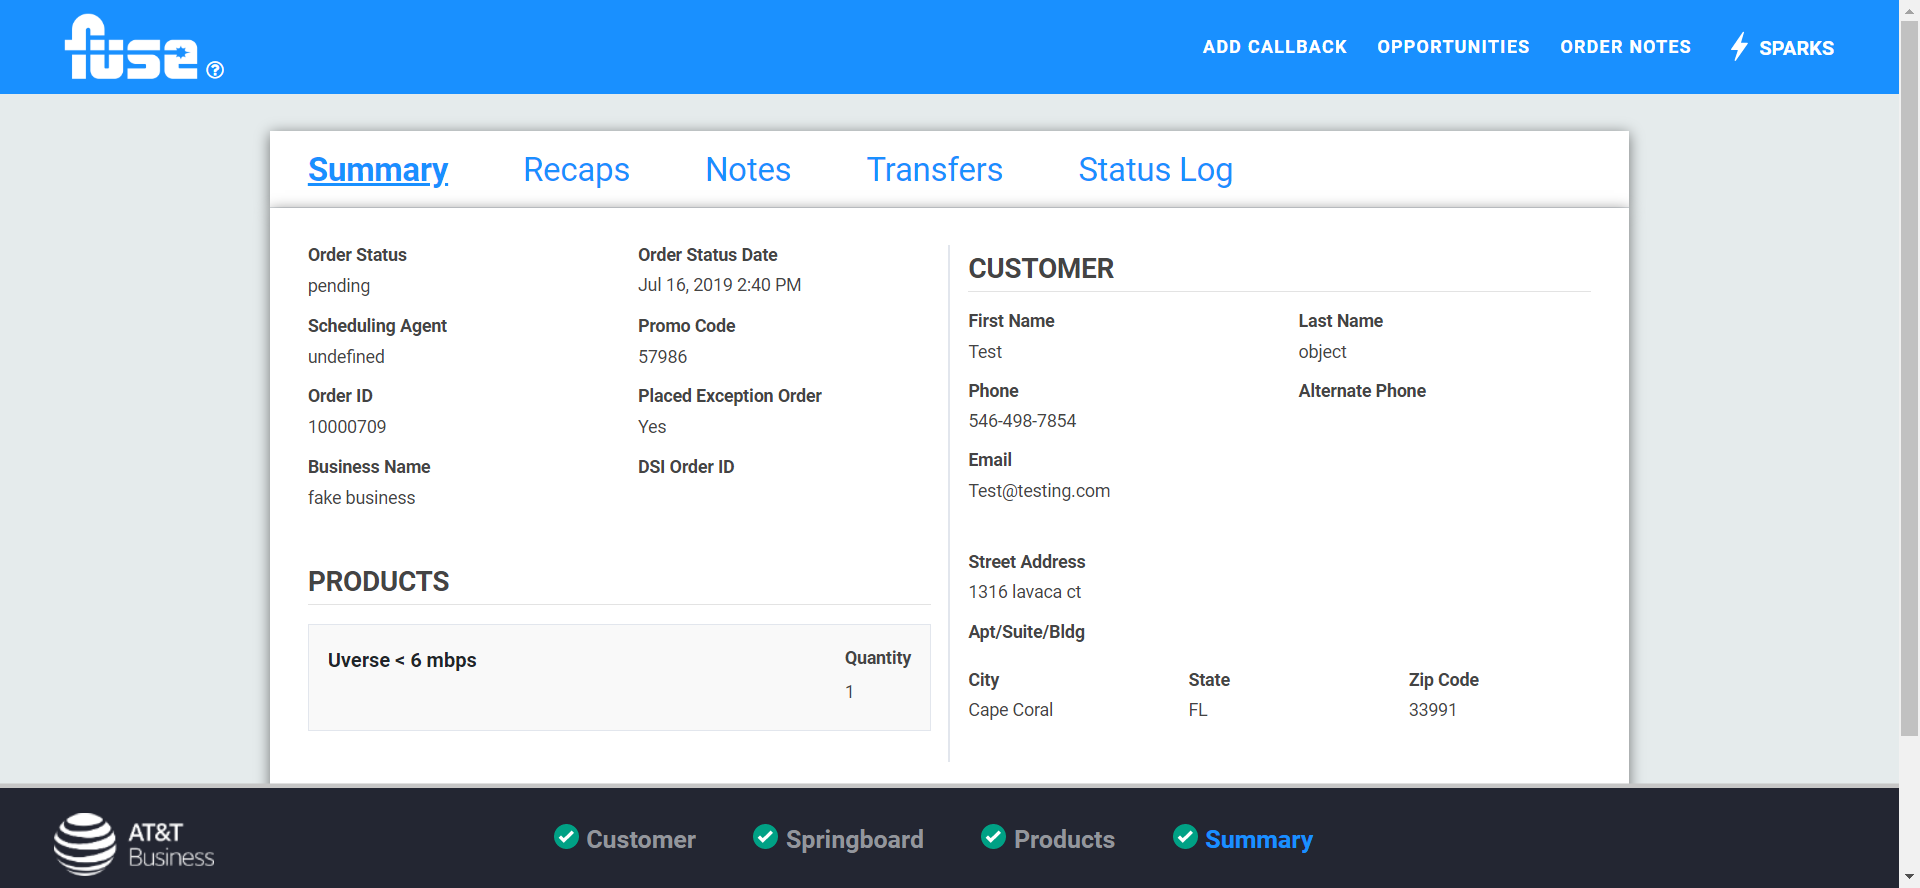 fuse ?
ADD CALLBACK OPPORTUNITIES ORDER NOTES SPARKS
Summary Recaps Notes Transfers Status Log
Order Status Order Status Date
pending Jul 16, 2019 2:40 PM
Scheduling Agent Promo Code
undefined 57986
Order ID Placed Exception Order
10000709 Yes
Business Name DSI Order ID
fake business
PRODUCTS
Uverse < 6 mbps Quantity
1
CUSTOMER
First Name Last Name
Test object
Phone Alternate Phone
546-498-7854
Email
Test@testing.com
Street Address
1316 lavaca ct
Apt/Suite/Bldg
City State Zip Code
Cape Coral FL 33991
AT&T
Business
Customer Springboard Products Summary